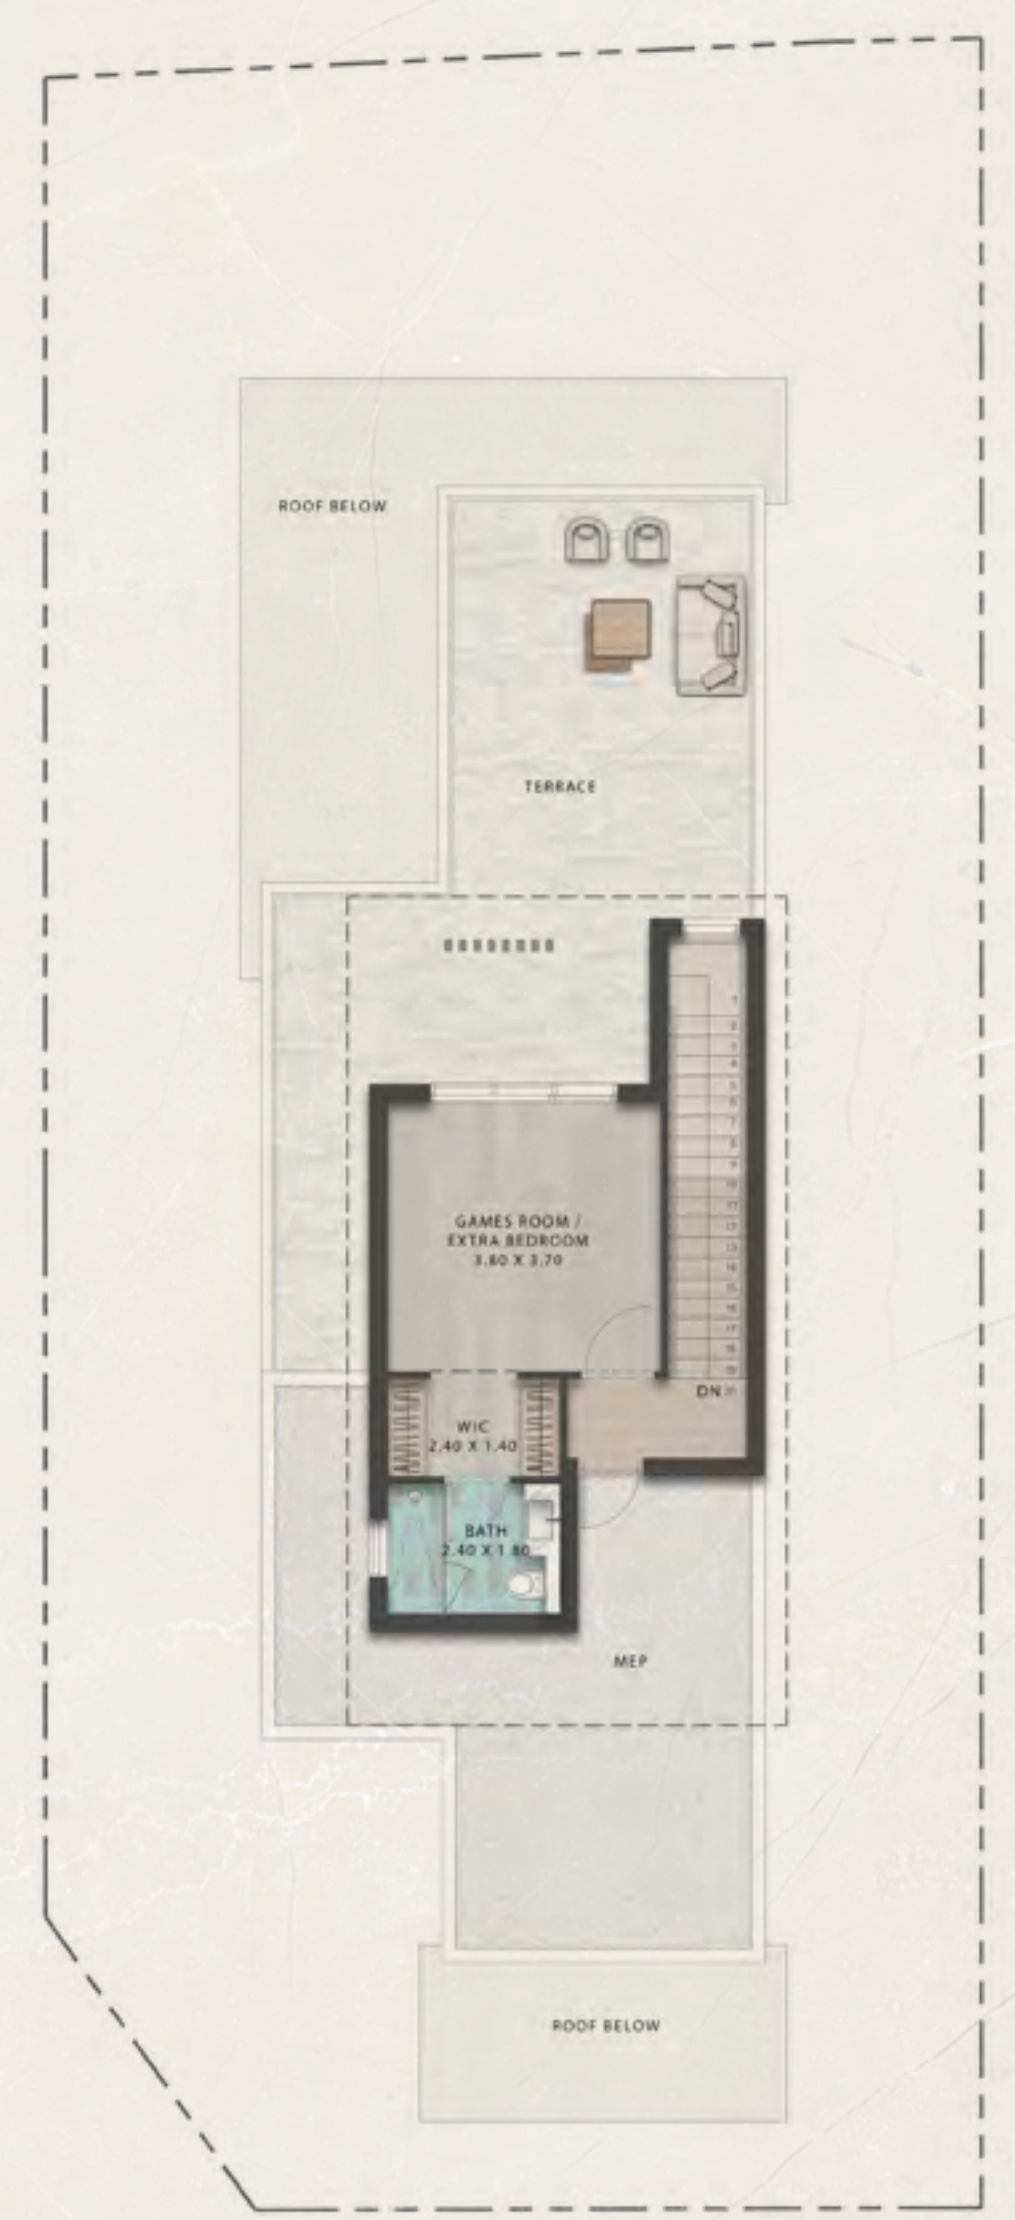 ROOF BELOW
TERRACE
GAMES ROOM /
EXTRA BEDROOM
3.80 X 3.70
DN
WIC
2.40 X 1.40
BATH
2.40 X 1.80
MEP
ROOF BELOW